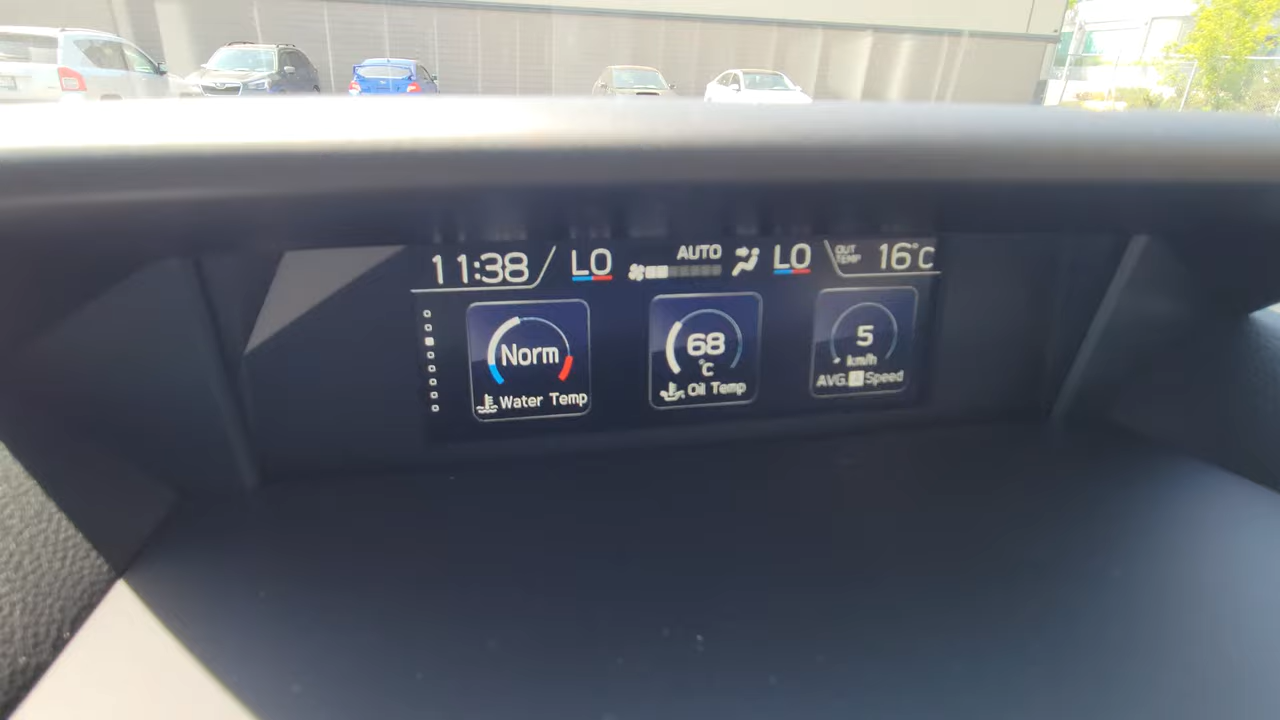 11:38 LO AUTO LO OUT TEMP 16°C
Norm
Water Temp
68
°C
Oil Temp
5
km/h
AVG. Speed